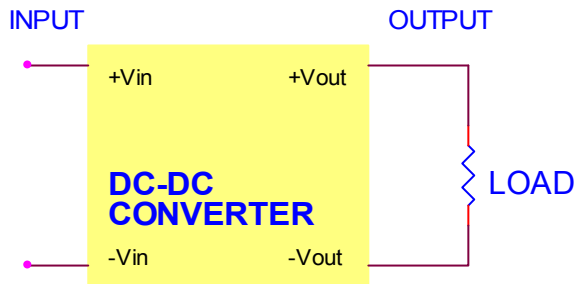 INPUT
OUTPUT
+Vin
+Vout
DC-DC
CONVERTER
LOAD
-Vin
-Vout